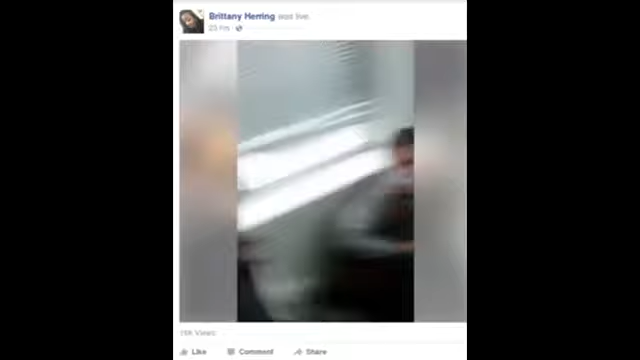 Brittany Herring was live.
23 hrs ·
Views
Like Comment Share